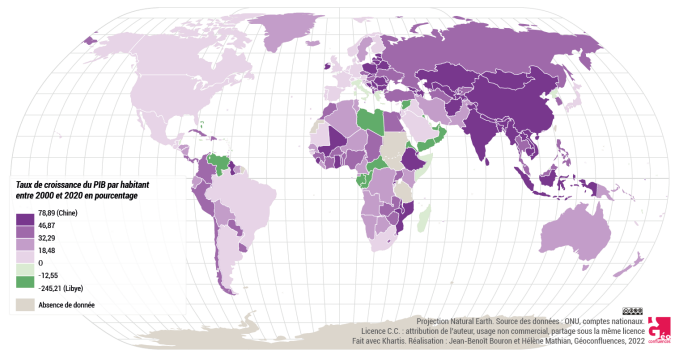 Taux de croissance du PIB par habitant
entre 2000 et 2020 en pourcentage
78,89 (Chine)
46,87
32,29
18,48
0
-12,55
-245,21 (Libye)
Absence de donnée
Projection Natural Earth. Source des données : ONU, comptes nationaux.
Licence C.C. : attribution de l'auteur, usage non commercial, partage sous la même licence
Fait avec Khartis. Réalisation : Jean-Benoît Bouron et Hélène Mathian, Géoconfluences, 2022
Géo
confluences